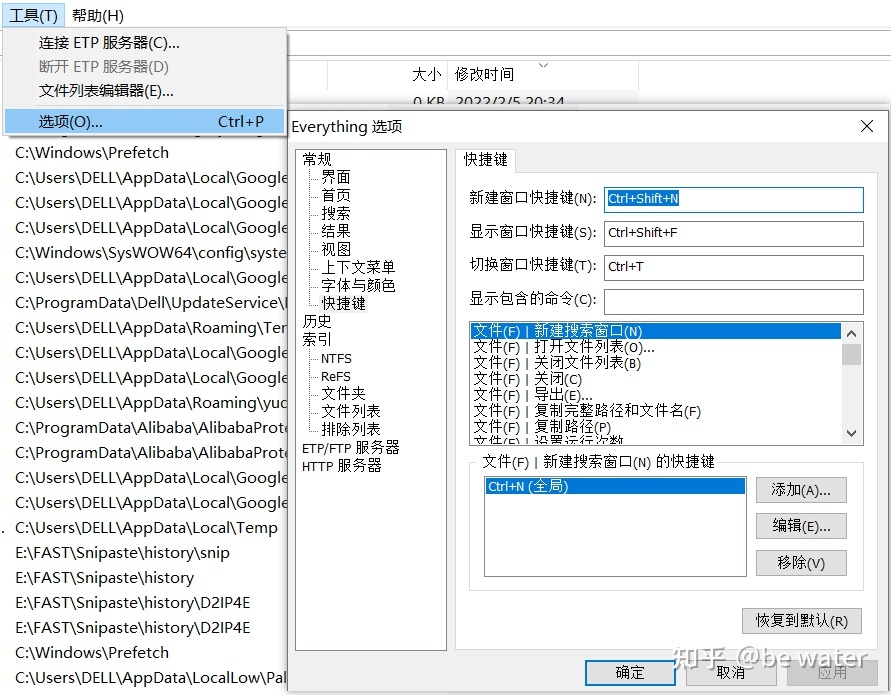 工具(T) 帮助(H)
连接 ETP 服务器(C)...
断开 ETP 服务器(D)
文件列表编辑器(E)...
选项(O)... Ctrl+P
大小 修改时间
0 KB 2022/2/5 20:34
C:\Windows\Prefetch
C:\Users\DELL\AppData\Local\Google
C:\Users\DELL\AppData\Local\Google
C:\Users\DELL\AppData\Local\Google
C:\Windows\SysWOW64\config\syste
C:\Users\DELL\AppData\Local\Google
C:\ProgramData\Dell\UpdateService\
C:\Users\DELL\AppData\Roaming\Ter
C:\Users\DELL\AppData\Local\Google
C:\Users\DELL\AppData\Local\Google
C:\Users\DELL\AppData\Roaming\yuc
C:\ProgramData\Alibaba\AlibabaProte
C:\ProgramData\Alibaba\AlibabaProte
C:\Users\DELL\AppData\Local\Google
C:\Users\DELL\AppData\Local\Google
. C:\Users\DELL\AppData\Local\Temp
E:\FAST\Snipaste\history\snip
E:\FAST\Snipaste\history
E:\FAST\Snipaste\history\D2IP4E
E:\FAST\Snipaste\history\D2IP4E
C:\Windows\Prefetch
C:\Users\DELL\AppData\LocalLow\Pal
Everything 选项
常规
界面
首页
搜索
结果
视图
上下文菜单
字体与颜色
快捷键
历史
索引
NTFS
ReFS
文件夹
文件列表
排除列表
ETP/FTP 服务器
HTTP 服务器
快捷键
新建窗口快捷键(N): Ctrl+Shift+N
显示窗口快捷键(S): Ctrl+Shift+F
切换窗口快捷键(T): Ctrl+T
显示包含的命令(C):
文件(F) | 新建搜索窗口(N)
文件(F) | 打开文件列表(O)...
文件(F) | 关闭文件列表(B)
文件(F) | 关闭(C)
文件(F) | 导出(E)...
文件(F) | 复制完整路径和文件名(F)
文件(F) | 复制路径(P)
文件(F) | 设置运行次数
文件(F) | 新建搜索窗口(N) 的快捷键
Ctrl+N (全局)
添加(A)...
编辑(E)...
移除(V)
恢复到默认(R)
确定 取消 应用
知乎 @be water